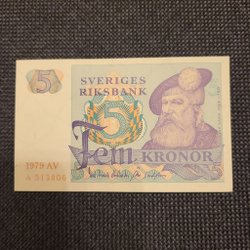 5
SVERIGES
RIKSBANK
5
Fem KRONOR
1979 AV